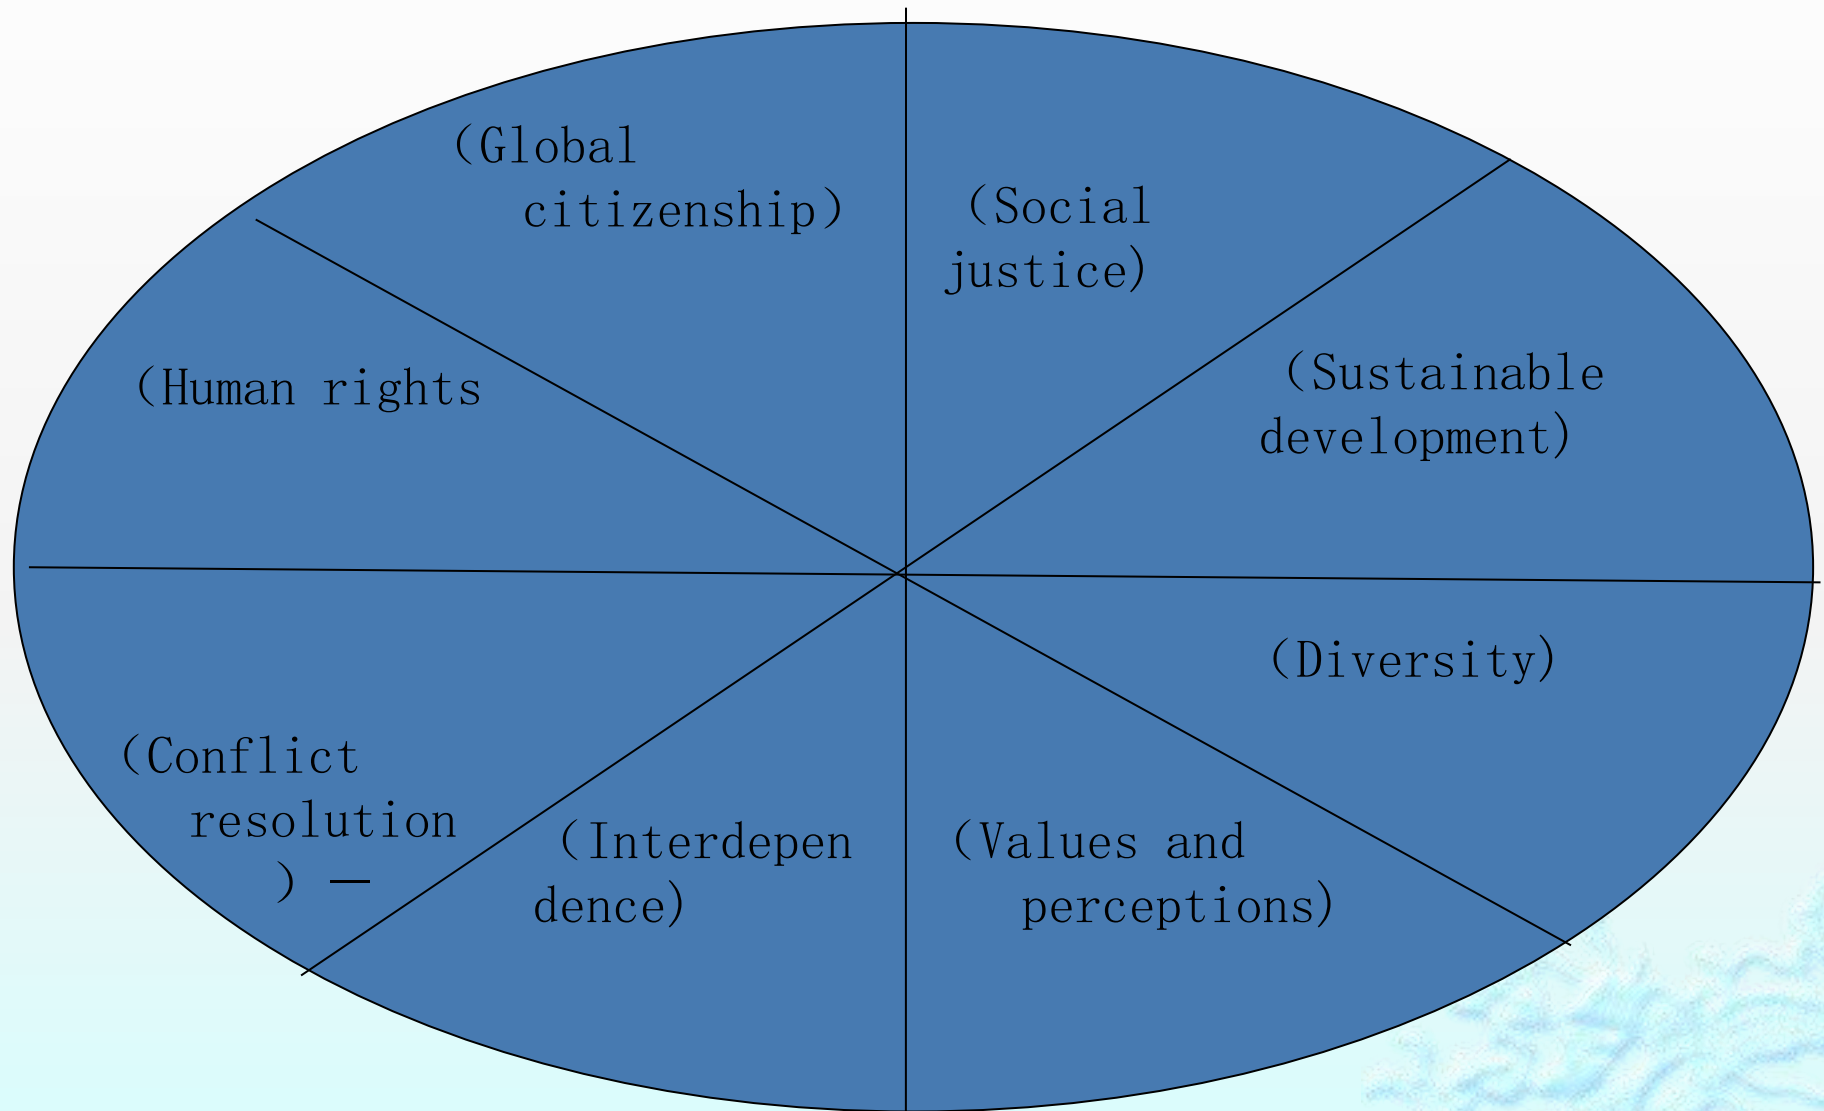 （Global
citizenship）
（Social
justice）
（Human rights
（Sustainable
development）
（Diversity）
（Conflict
resolution
）—
（Interdepen
dence）
（Values and
perceptions）